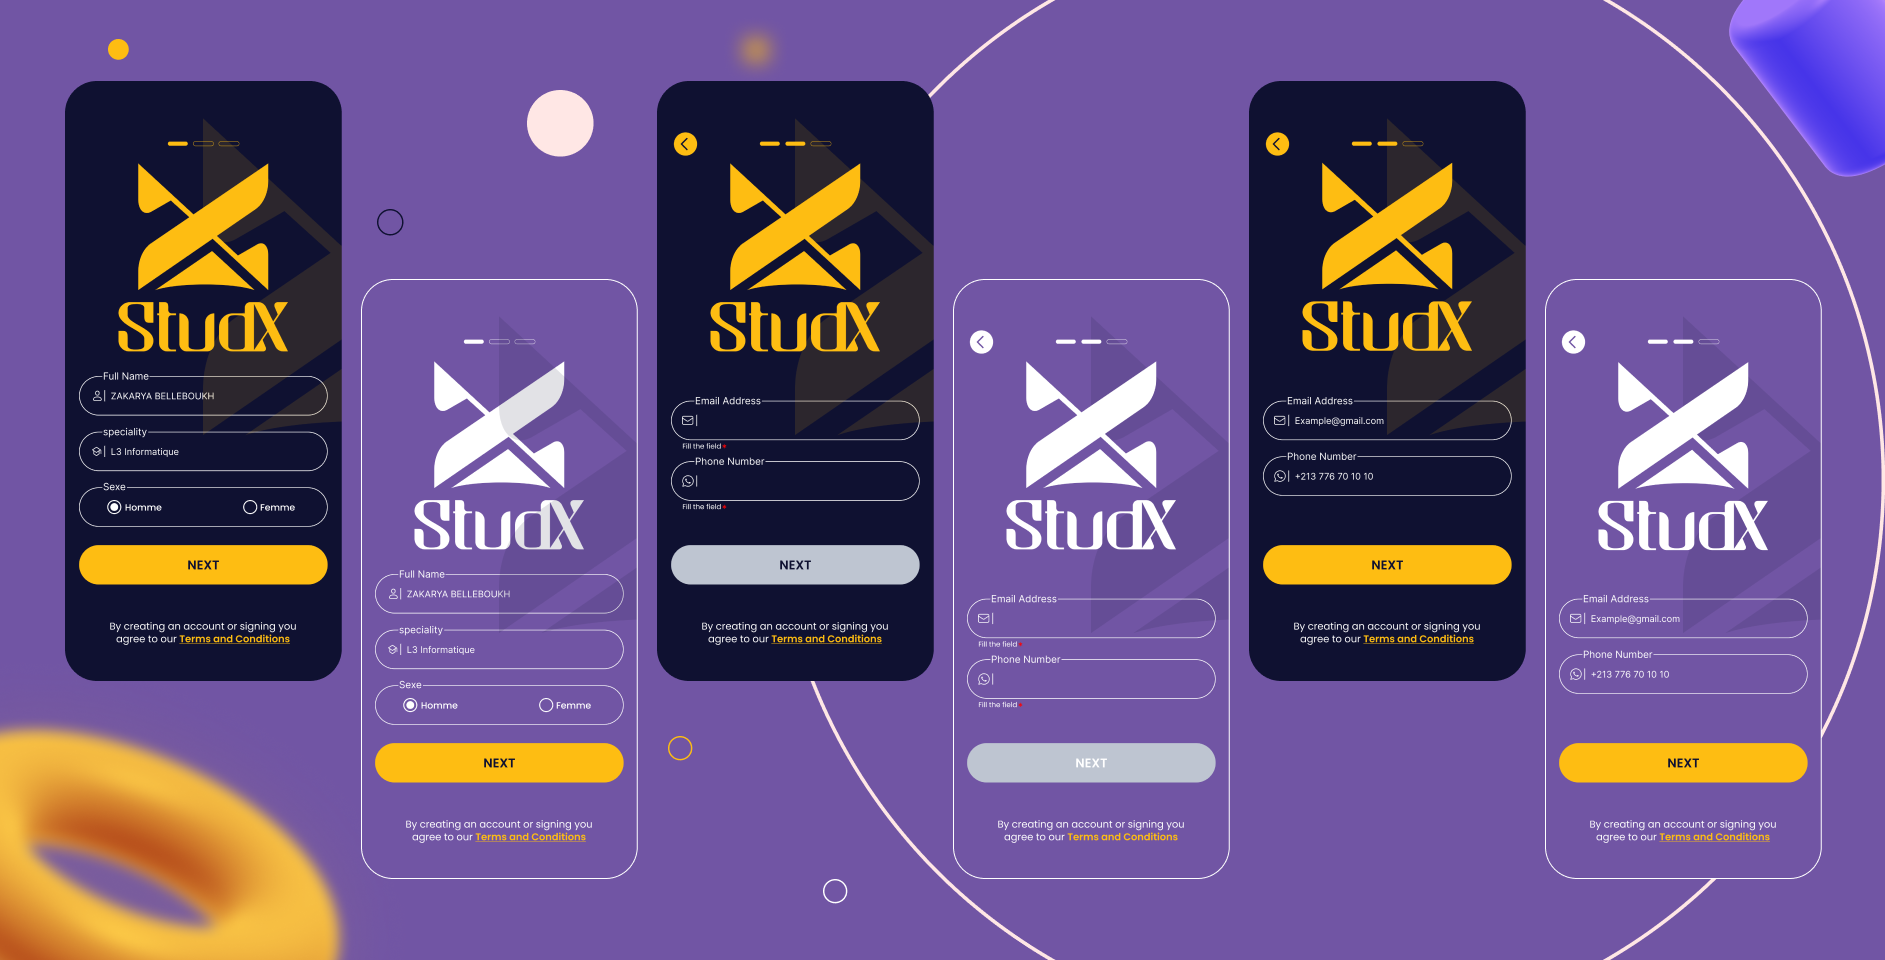 StudX
Full Name
ZAKARYA BELLEBOUKH
speciality
L3 Informatique
Sexe
Homme
Femme
NEXT
By creating an account or signing you
agree to our Terms and Conditions
StudX
Full Name
ZAKARYA BELLEBOUKH
speciality
L3 Informatique
Sexe
Homme
Femme
NEXT
By creating an account or signing you
agree to our Terms and Conditions
StudX
Email Address
Fill the field *
Phone Number
Fill the field *
NEXT
By creating an account or signing you
agree to our Terms and Conditions
StudX
Email Address
Fill the field *
Phone Number
Fill the field *
NEXT
By creating an account or signing you
agree to our Terms and Conditions
StudX
Email Address
Example@gmail.com
Phone Number
+213 776 70 10 10
NEXT
By creating an account or signing you
agree to our Terms and Conditions
StudX
Email Address
Example@gmail.com
Phone Number
+213 776 70 10 10
NEXT
By creating an account or signing you
agree to our Terms and Conditions